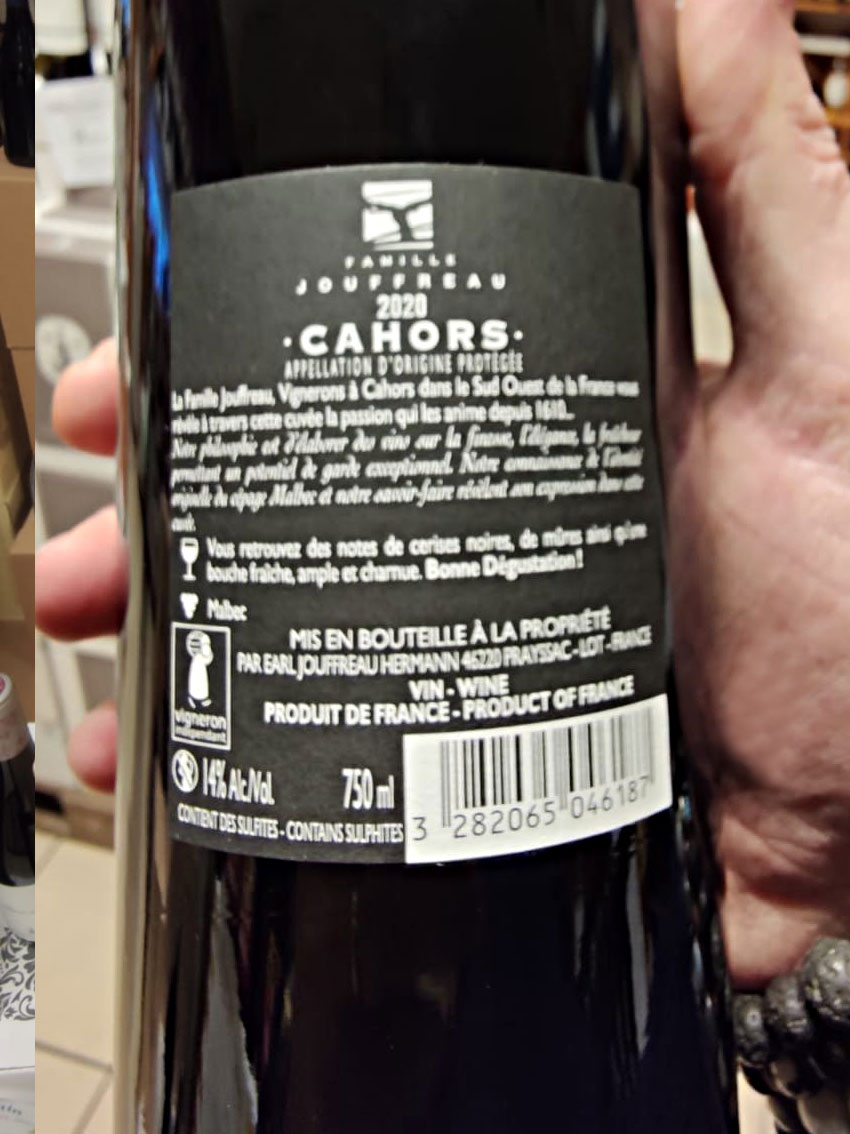 FAMILLE
JOUFFREAU
2020
·CAHORS·
APPELLATION D'ORIGINE PROTÉGÉE
La Famille Jouffreau, Vignerons à Cahors dans le Sud Ouest de la France vous
révèle à travers cette cuvée la passion qui les anime depuis 1610...
Notre philosophie est d'élaborer des vins sur la finesse, l'élégance, la fraîcheur
permettant un potentiel de garde exceptionnel. Notre connaissance de l'identité
originelle du cépage Malbec et notre savoir-faire révèlent son expression dans cette
cuvée.
Vous retrouvez des notes de cerises noires, de mûres ainsi qu'une
bouche fraîche, ample et charnue. Bonne Dégustation!
Malbec
MIS EN BOUTEILLE À LA PROPRIÉTÉ
PAR EARL JOUFFREAU HERMANN 46220 PRAYSSAC - LOT - FRANCE
VIN - WINE
PRODUIT DE FRANCE - PRODUCT OF FRANCE
vigneron
indépendant
14% Alc./Vol.
750 ml
CONTIENT DES SULFITES - CONTAINS SULPHITES
3 282065 046187